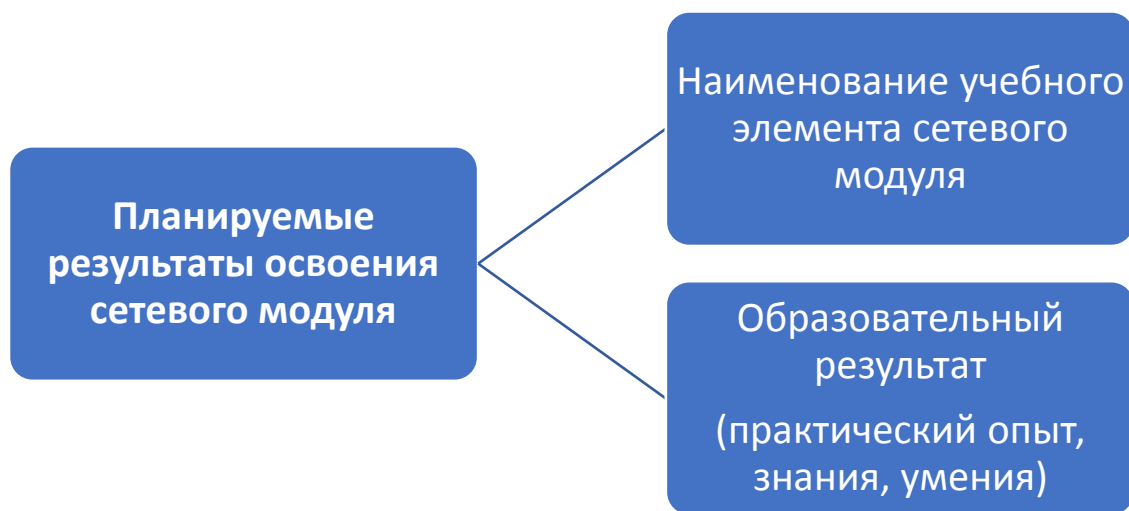 Планируемые
результаты освоения
сетевого модуля
Наименование учебного
элемента сетевого
модуля
Образовательный
результат
(практический опыт,
знания, умения)